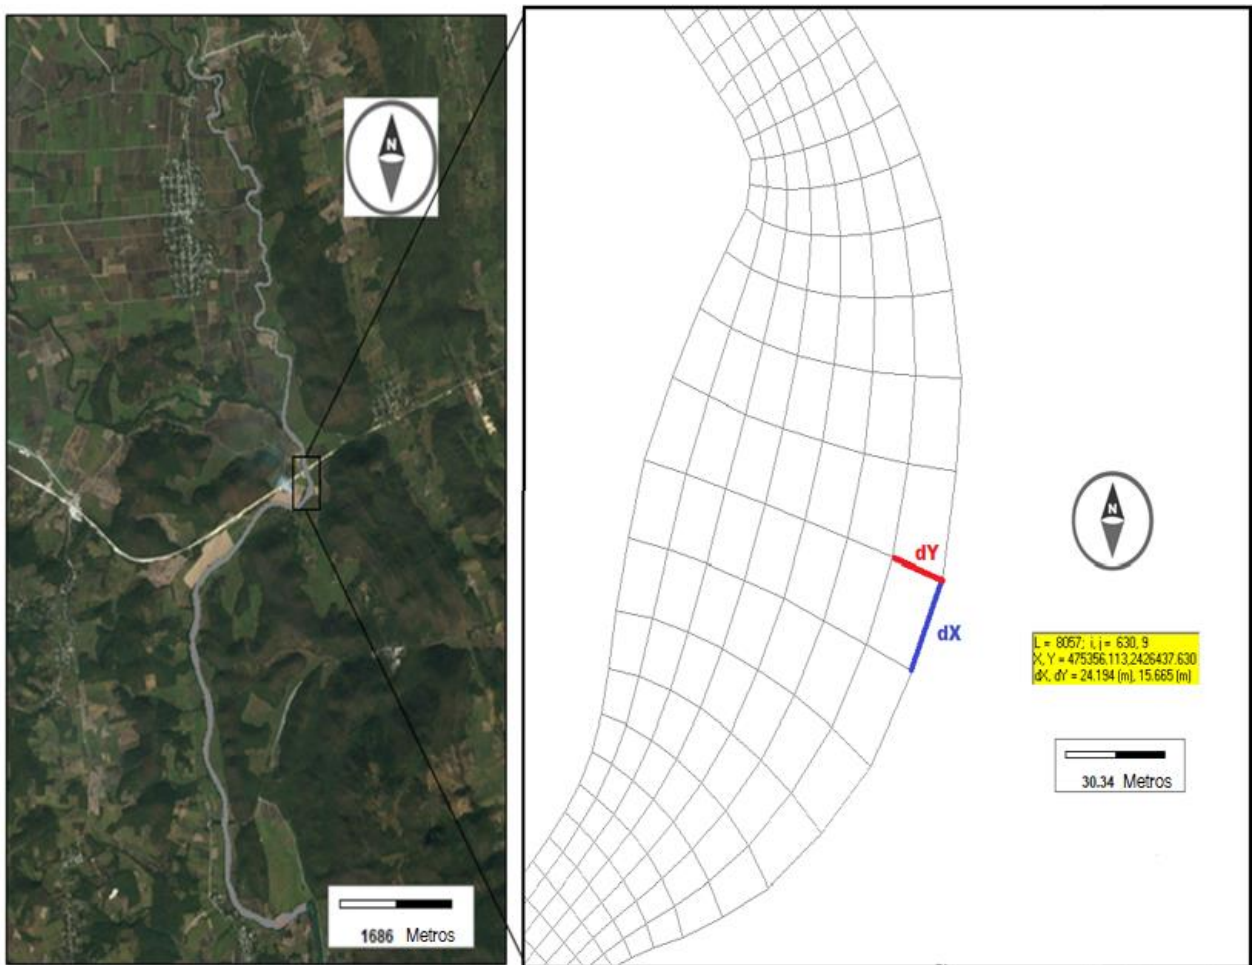 N
1686 Metros
dY
dX
N
L = 8057; i, j = 630, 9
X, Y = 475356.113,2426437.630
dX, dY = 24.194 (m), 15.665 (m)
30.34 Metros